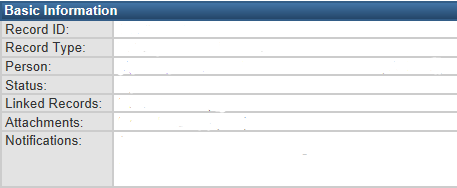 Basic Information
Record ID:
Record Type:
Person:
Status:
Linked Records:
Attachments:
Notifications: